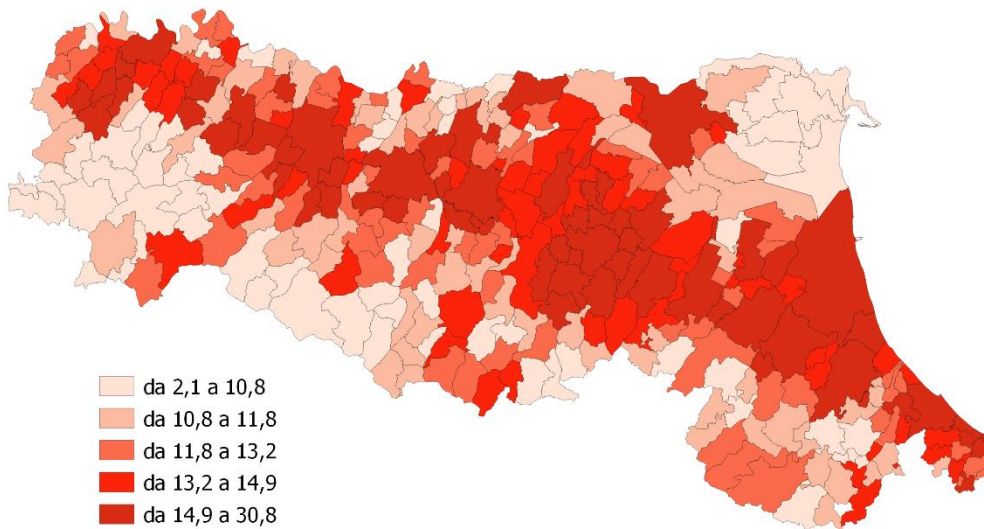 da 2,1 a 10,8
da 10,8 a 11,8
da 11,8 a 13,2
da 13,2 a 14,9
da 14,9 a 30,8